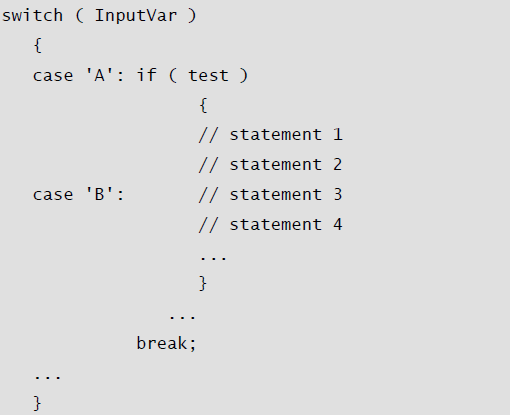 switch ( InputVar )
{
case 'A': if ( test )
{
// statement 1
// statement 2
case 'B': // statement 3
// statement 4
...
}
...
break;
...
}